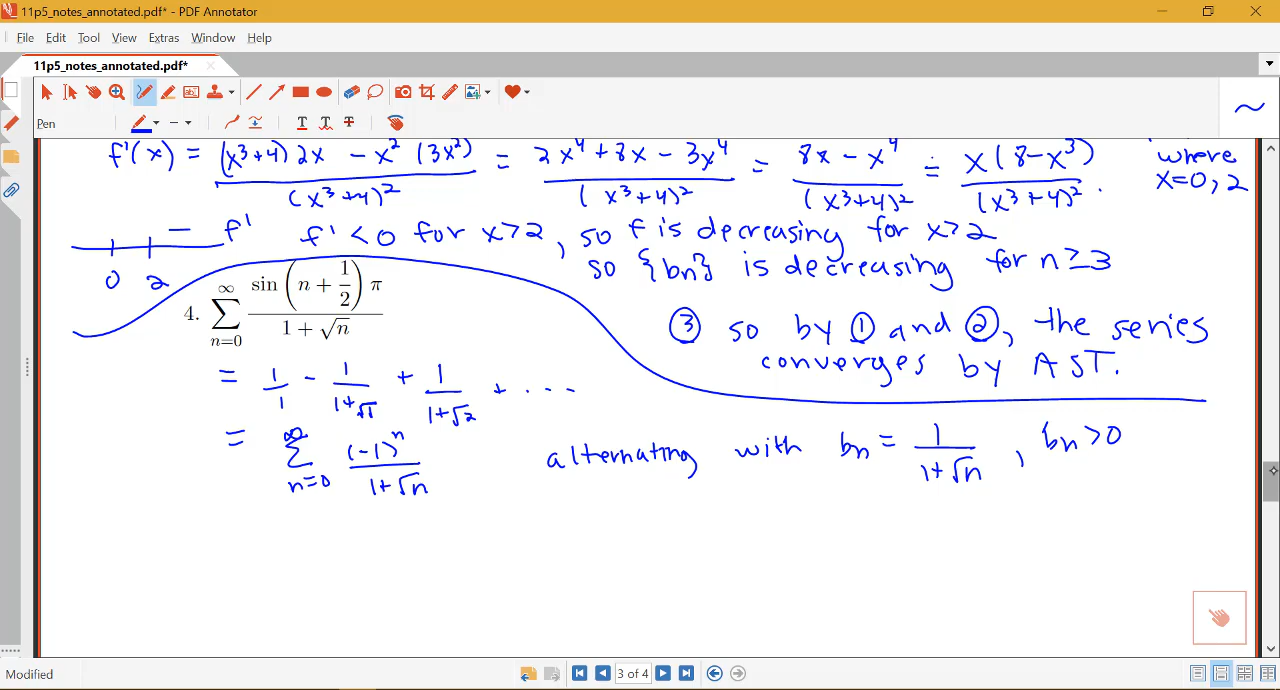 11p5_notes_annotated.pdf* - PDF Annotator
File Edit Tool View Extras Window Help
11p5_notes_annotated.pdf*
Pen
f'(x) = (x³+4) 2x - x² (3x²) / (x³+4)² = 2x⁴ + 8x - 3x⁴ / (x³+4)² = 8x - x⁴ / (x³+4)² = x(8-x³) / (x³+4)². where x=0, 2
- f' f' < 0 for x>2, so f is decreasing for x>2
0 2 so {bn} is decreasing for n≥3
4. ∑ n=0 ∞ sin (n + 1/2) π / 1 + √n
③ so by ① and ②, the series
converges by AST.
= 1/1 - 1/1+√1 + 1/1+√2 + ...
= ∑ n=0 ∞ (-1)ⁿ / 1+√n alternating with bn = 1/1+√n , bn > 0
Modified 3 of 4